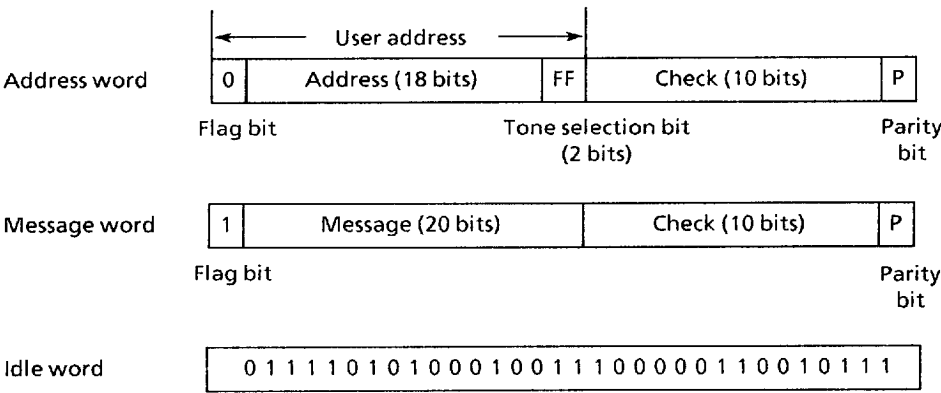 User address
Address word 0 Address (18 bits) FF Check (10 bits) P
Flag bit Tone selection bit Parity
(2 bits) bit
Message word 1 Message (20 bits) Check (10 bits) P
Flag bit Parity
bit
Idle word 0 1 1 1 1 0 1 0 1 0 0 0 1 0 0 1 1 1 0 0 0 0 0 1 1 0 0 1 0 1 1 1